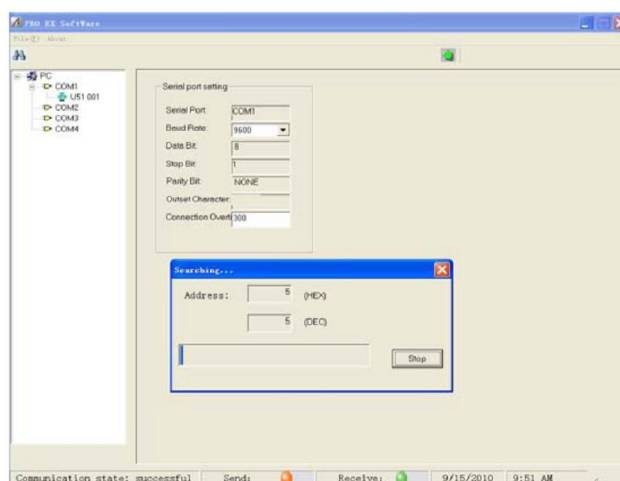 PRO EX SoftWare
File(F) About
PC
COM1
U51 001
COM2
COM3
COM4
Serial port setting
Serial Port: COM1
Baud Rate: 9600
Data Bit: 8
Stop Bit: 1
Parity Bit: NONE
Outset Character:
Connection Overti 300
Searching...
Address: 5 (HEX)
5 (DEC)
Stop
Communication state: successful Send: Receive: 9/15/2010 9:51 AM